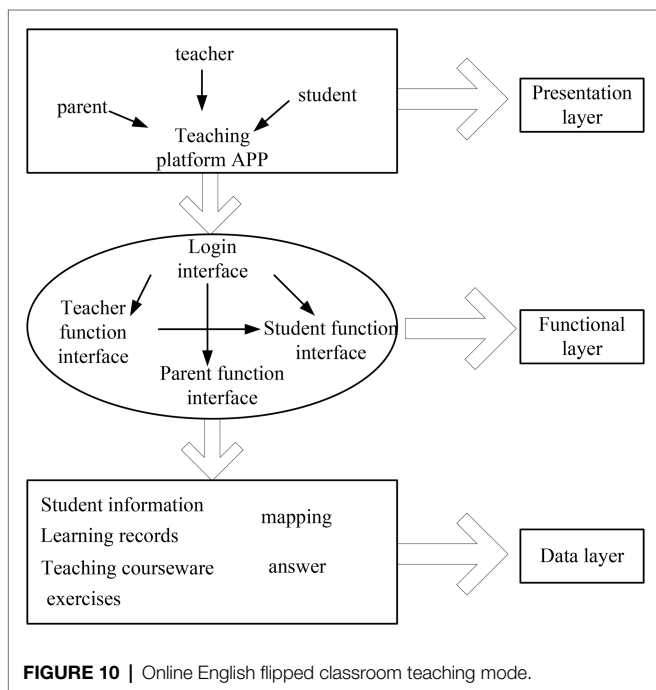 teacher
parent
student
Teaching
platform APP
Presentation
layer
Login
interface
Teacher
function
interface
Student function
interface
Parent function
interface
Functional
layer
Student information
Learning records
Teaching courseware
exercises
mapping
answer
Data layer
FIGURE 10 | Online English flipped classroom teaching mode.